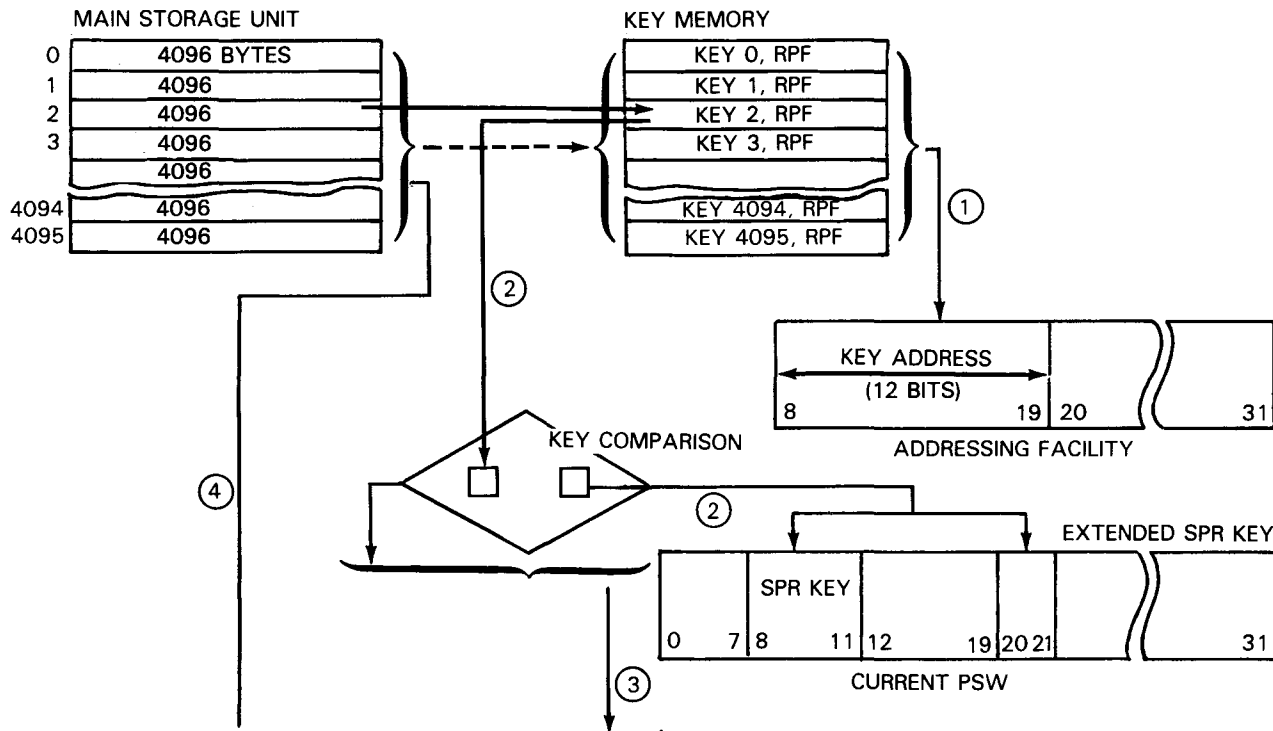 MAIN STORAGE UNIT
KEY MEMORY
0 4096 BYTES KEY 0, RPF
1 4096 KEY 1, RPF
2 4096 KEY 2, RPF
3 4096 KEY 3, RPF
4096
4094 4096 KEY 4094, RPF
4095 4096 KEY 4095, RPF
1
2
KEY ADDRESS
(12 BITS)
8 19 20 31
ADDRESSING FACILITY
KEY COMPARISON
4
2
EXTENDED SPR KEY
SPR KEY
0 7 8 11 12 19 20 21 31
CURRENT PSW
3